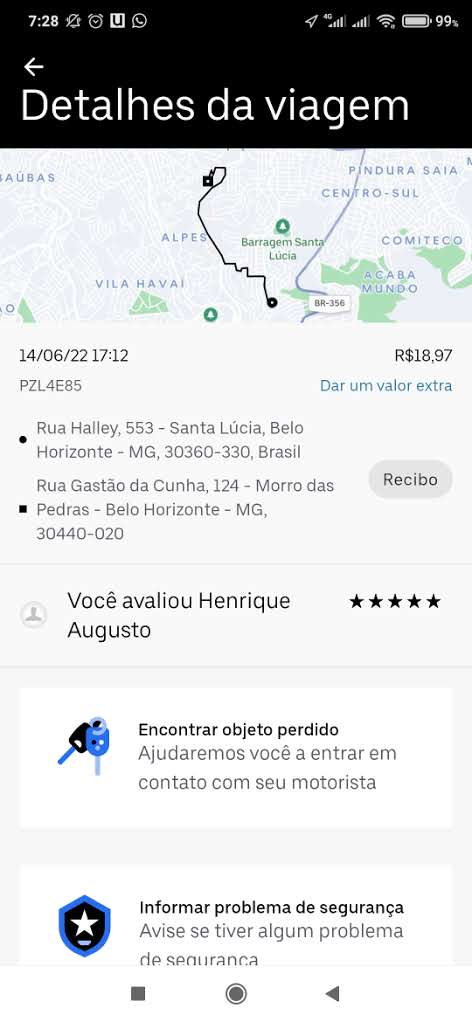 7:28
4G
99%
Detalhes da viagem
PINDURA SAIA
CENTRO-SUL
ALPES
Barragem Santa
Lúcia
COMITECO
ACABA
MUNDO
VILA HAVAÍ
BR-356
14/06/22 17:12
R$18,97
PZL4E85
Dar um valor extra
Rua Halley, 553 - Santa Lúcia, Belo
Horizonte - MG, 30360-330, Brasil
Recibo
Rua Gastão da Cunha, 124 - Morro das
Pedras - Belo Horizonte - MG,
30440-020
Você avaliou Henrique
Augusto
Encontrar objeto perdido
Ajudaremos você a entrar em
contato com seu motorista
Informar problema de segurança
Avise se tiver algum problema
de segurança